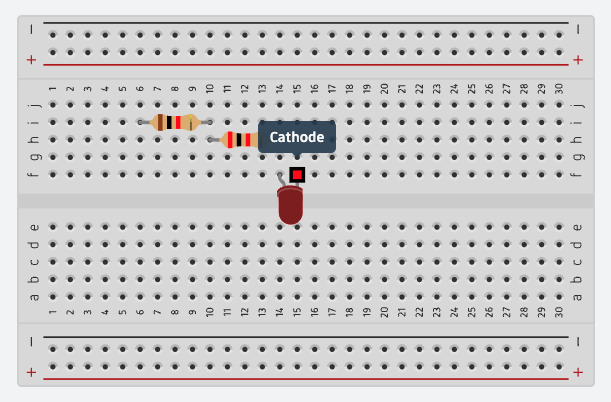 − −
+ +
1 2 3 4 5 6 7 8 9 10 11 12 13 14 15 16 17 18 19 20 21 22 23 24 25 26 27 28 29 30
j j
i i
h Cathode h
g g
f f
e e
d d
c c
b b
a a
1 2 3 4 5 6 7 8 9 10 11 12 13 14 15 16 17 18 19 20 21 22 23 24 25 26 27 28 29 30
− −
+ +